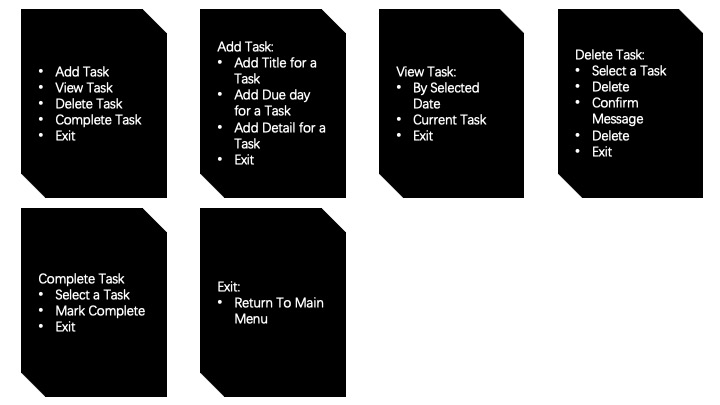 • Add Task
• View Task
• Delete Task
• Complete Task
• Exit
Add Task:
• Add Title for a
Task
• Add Due day
for a Task
• Add Detail for a
Task
• Exit
View Task:
• By Selected
Date
• Current Task
• Exit
Delete Task:
• Select a Task
• Delete
• Confirm
Message
• Delete
• Exit
Complete Task
• Select a Task
• Mark Complete
• Exit
Exit:
• Return To Main
Menu